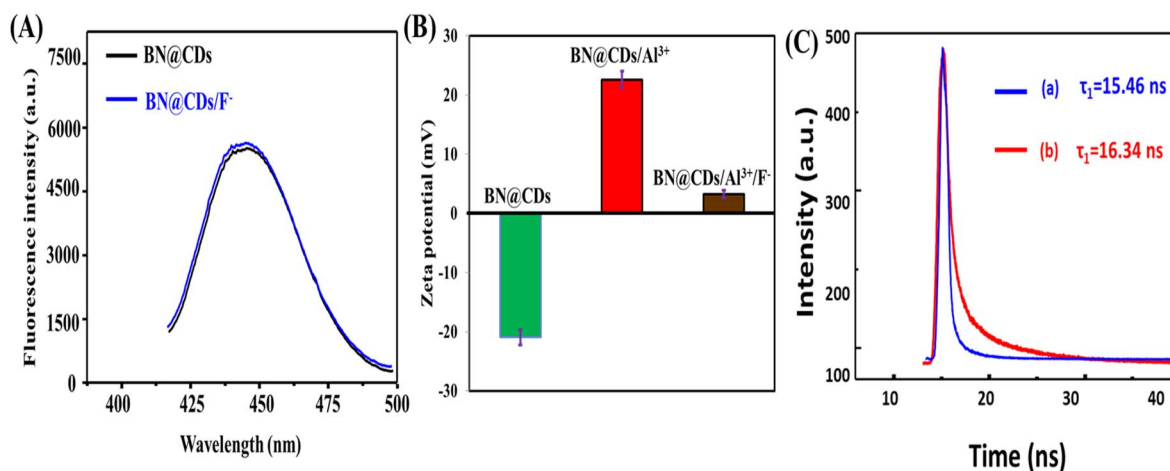 (A)
7500
6000
4500
3000
1500
0
Fluorescence intensity (a.u.)
BN@CDs
BN@CDs/F⁻
400
425
450
475
500
Wavelength (nm)
(B)
30
20
10
0
-10
-20
-30
Zeta potential (mV)
BN@CDs
BN@CDs/Al³⁺
BN@CDs/Al³⁺/F⁻
(C)
500
400
300
200
100
Intensity (a.u.)
(a) τ₁=15.46 ns
(b) τ₁=16.34 ns
10
20
30
40
Time (ns)